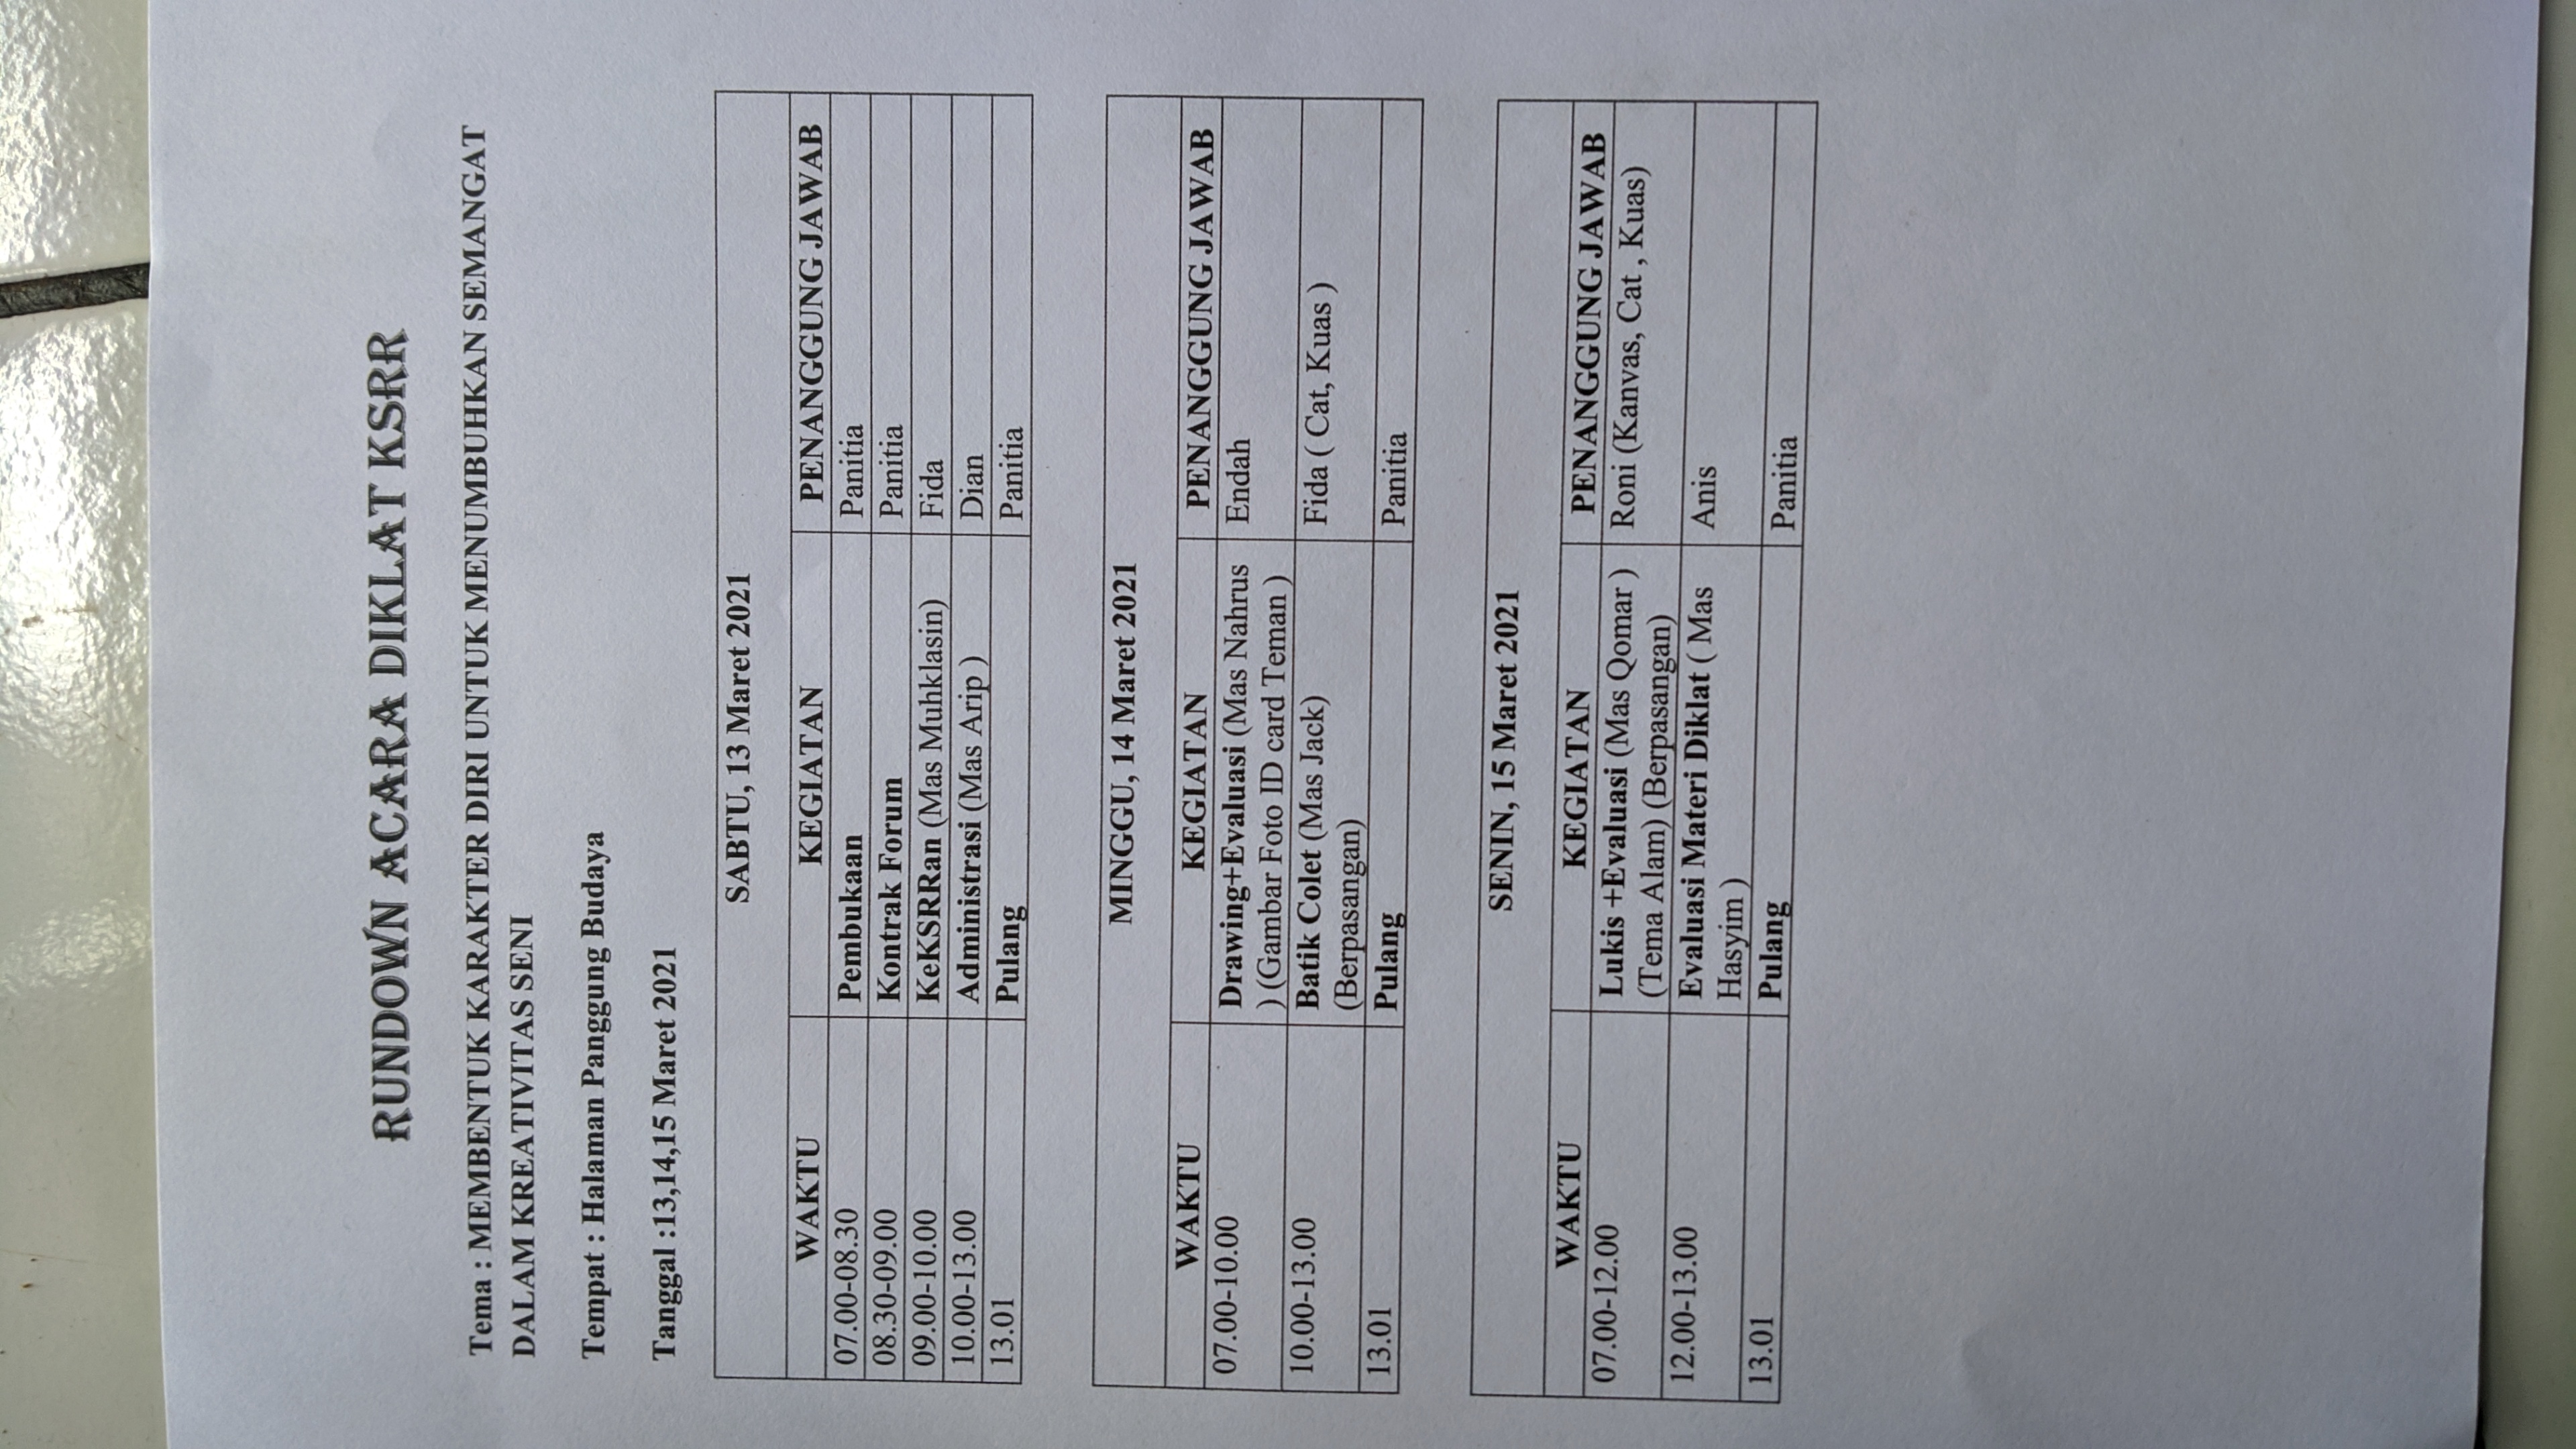 RUNDOWN ACARA DIKLAT KSRR
Tema : MEMBENTUK KARAKTER DIRI UNTUK MENUMBUHKAN SEMANGAT
DALAM KREATIVITAS SENI
Tempat : Halaman Panggung Budaya
Tanggal :13,14,15 Maret 2021
SABTU, 13 Maret 2021
WAKTU KEGIATAN PENANGGUNG JAWAB
07.00-08.30 Pembukaan Panitia
08.30-09.00 Kontrak Forum Panitia
09.00-10.00 KeKSRRan (Mas Muhklasin) Fida
10.00-13.00 Administrasi (Mas Arip ) Dian
13.01 Pulang Panitia
MINGGU, 14 Maret 2021
WAKTU KEGIATAN PENANGGUNG JAWAB
07.00-10.00 Drawing+Evaluasi (Mas Nahrus Endah
) (Gambar Foto ID card Teman )
10.00-13.00 Batik Colet (Mas Jack) Fida ( Cat, Kuas )
(Berpasangan)
13.01 Pulang Panitia
SENIN, 15 Maret 2021
WAKTU KEGIATAN PENANGGUNG JAWAB
07.00-12.00 Lukis +Evaluasi (Mas Qomar ) Roni (Kanvas, Cat , Kuas)
(Tema Alam) (Berpasangan)
12.00-13.00 Evaluasi Materi Diklat ( Mas Anis
Hasyim )
13.01 Pulang Panitia